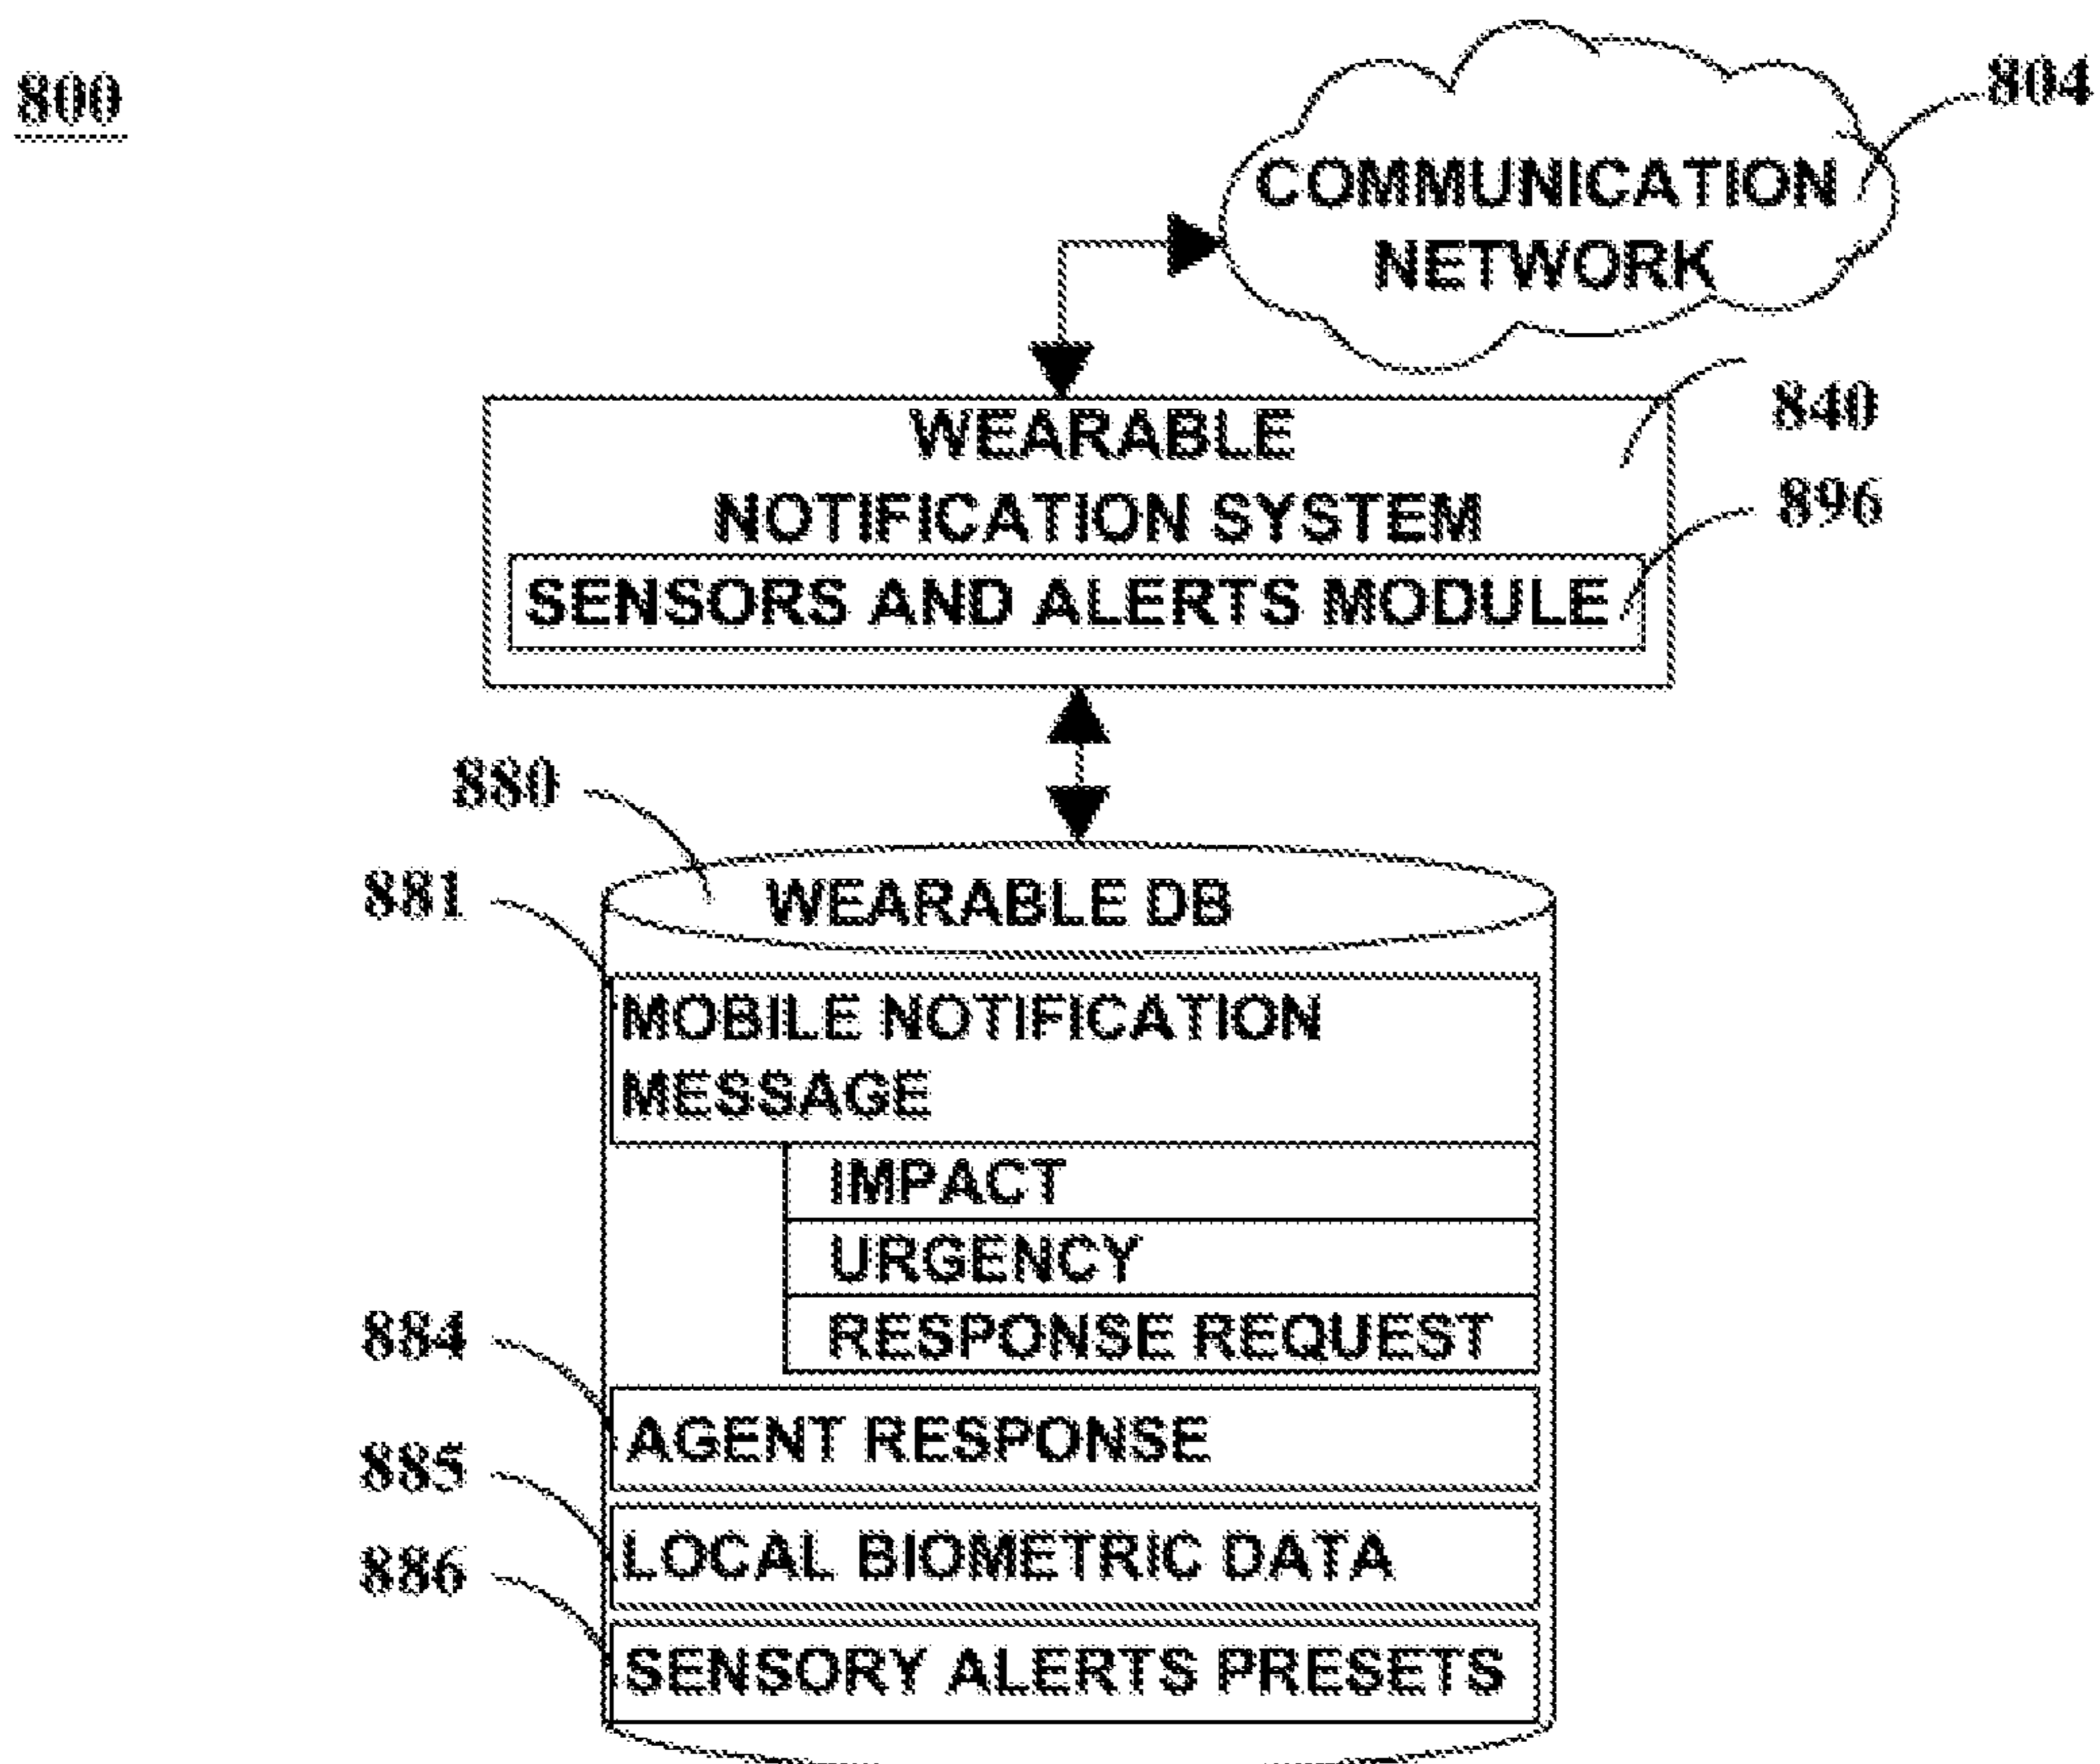 800
804
COMMUNICATION
NETWORK
840
WEARABLE
NOTIFICATION SYSTEM
896
SENSORS AND ALERTS MODULE
880
881
WEARABLE DB
MOBILE NOTIFICATION
MESSAGE
IMPACT
URGENCY
RESPONSE REQUEST
884
AGENT RESPONSE
885
LOCAL BIOMETRIC DATA
886
SENSORY ALERTS PRESETS